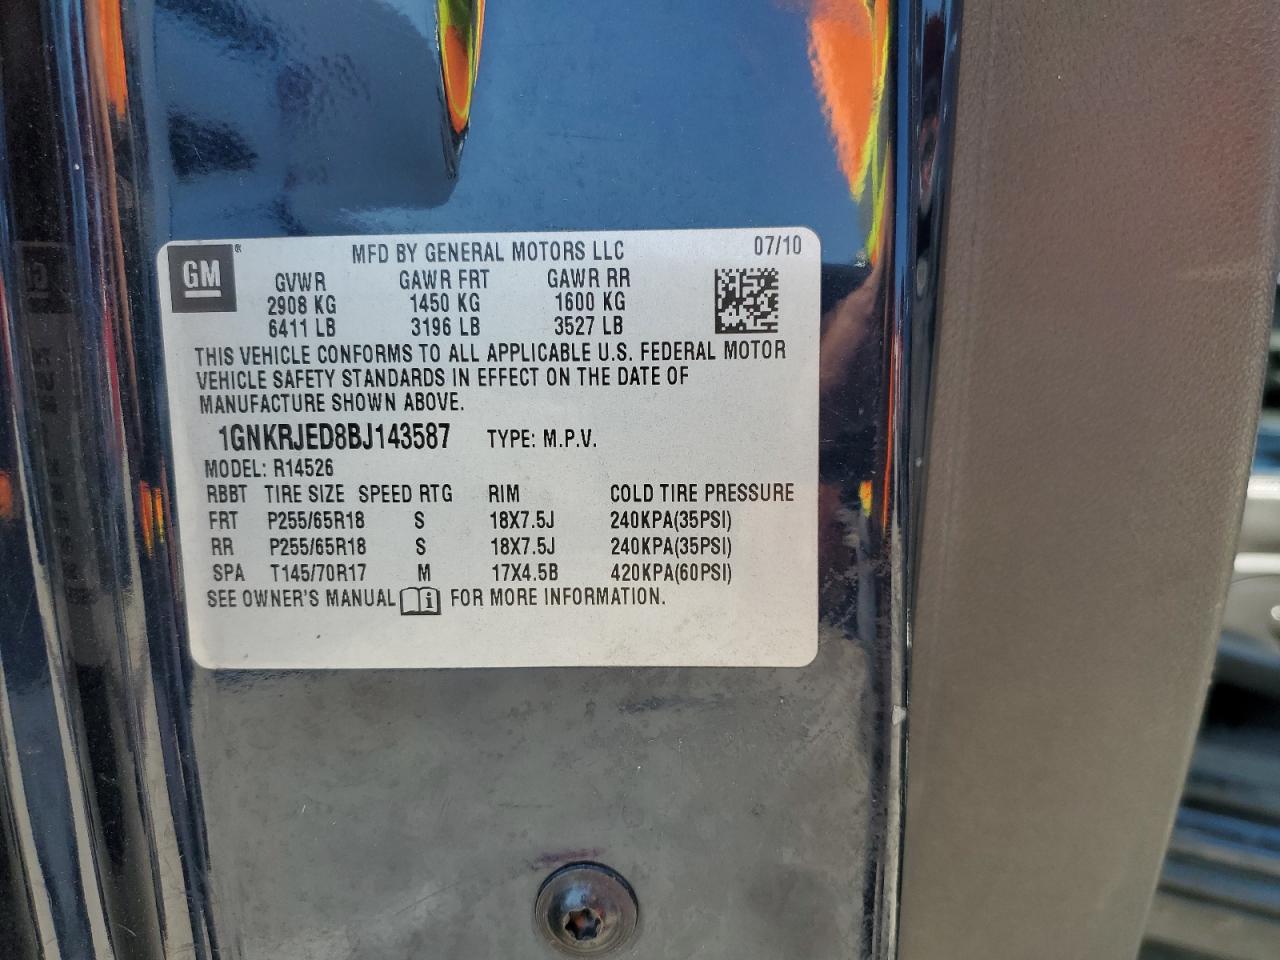 GM ® MFD BY GENERAL MOTORS LLC 07/10
GVWR GAWR FRT GAWR RR
2908 KG 1450 KG 1600 KG
6411 LB 3196 LB 3527 LB
THIS VEHICLE CONFORMS TO ALL APPLICABLE U.S. FEDERAL MOTOR
VEHICLE SAFETY STANDARDS IN EFFECT ON THE DATE OF
MANUFACTURE SHOWN ABOVE.
1GNKRJED8BJ143587 TYPE: M.P.V.
MODEL: R14526
RBBT TIRE SIZE SPEED RTG RIM COLD TIRE PRESSURE
FRT P255/65R18 S 18X7.5J 240KPA(35PSI)
RR P255/65R18 S 18X7.5J 240KPA(35PSI)
SPA T145/70R17 M 17X4.5B 420KPA(60PSI)
SEE OWNER'S MANUAL i FOR MORE INFORMATION.